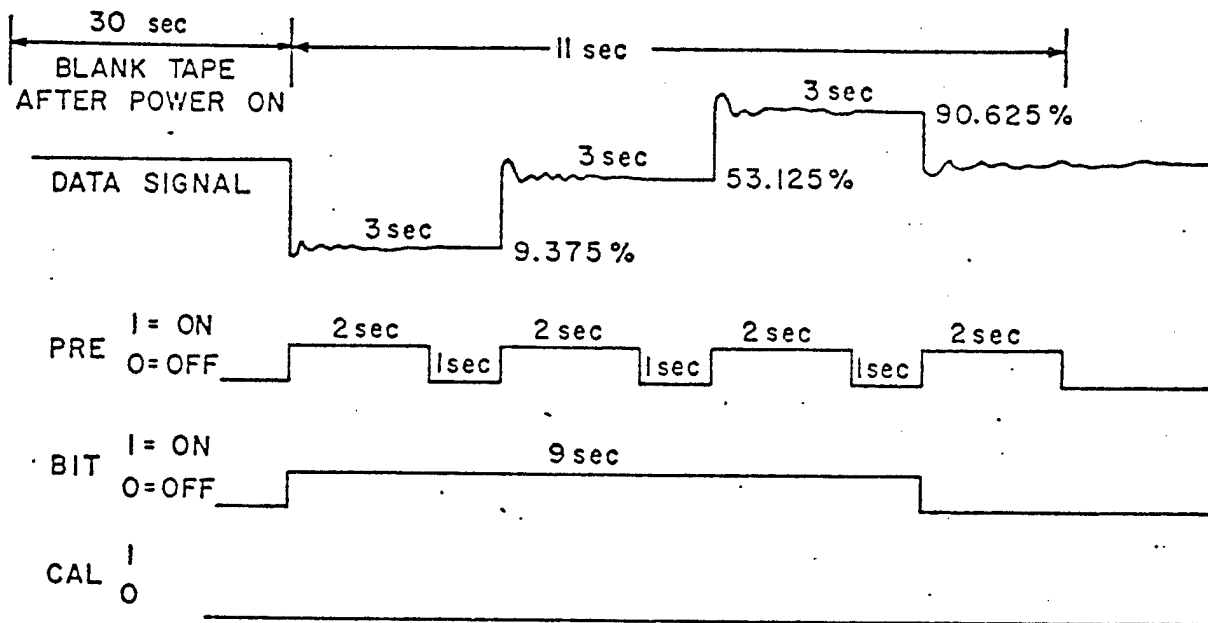 30 sec
11 sec
BLANK TAPE
AFTER POWER ON
3 sec
90.625%
3 sec
DATA SIGNAL
53.125%
3 sec
9.375%
PRE
1 = ON
0=OFF
2 sec
1sec
2 sec
1sec
2 sec
1sec
2 sec
BIT
1 = ON
0=OFF
9 sec
CAL
1
0